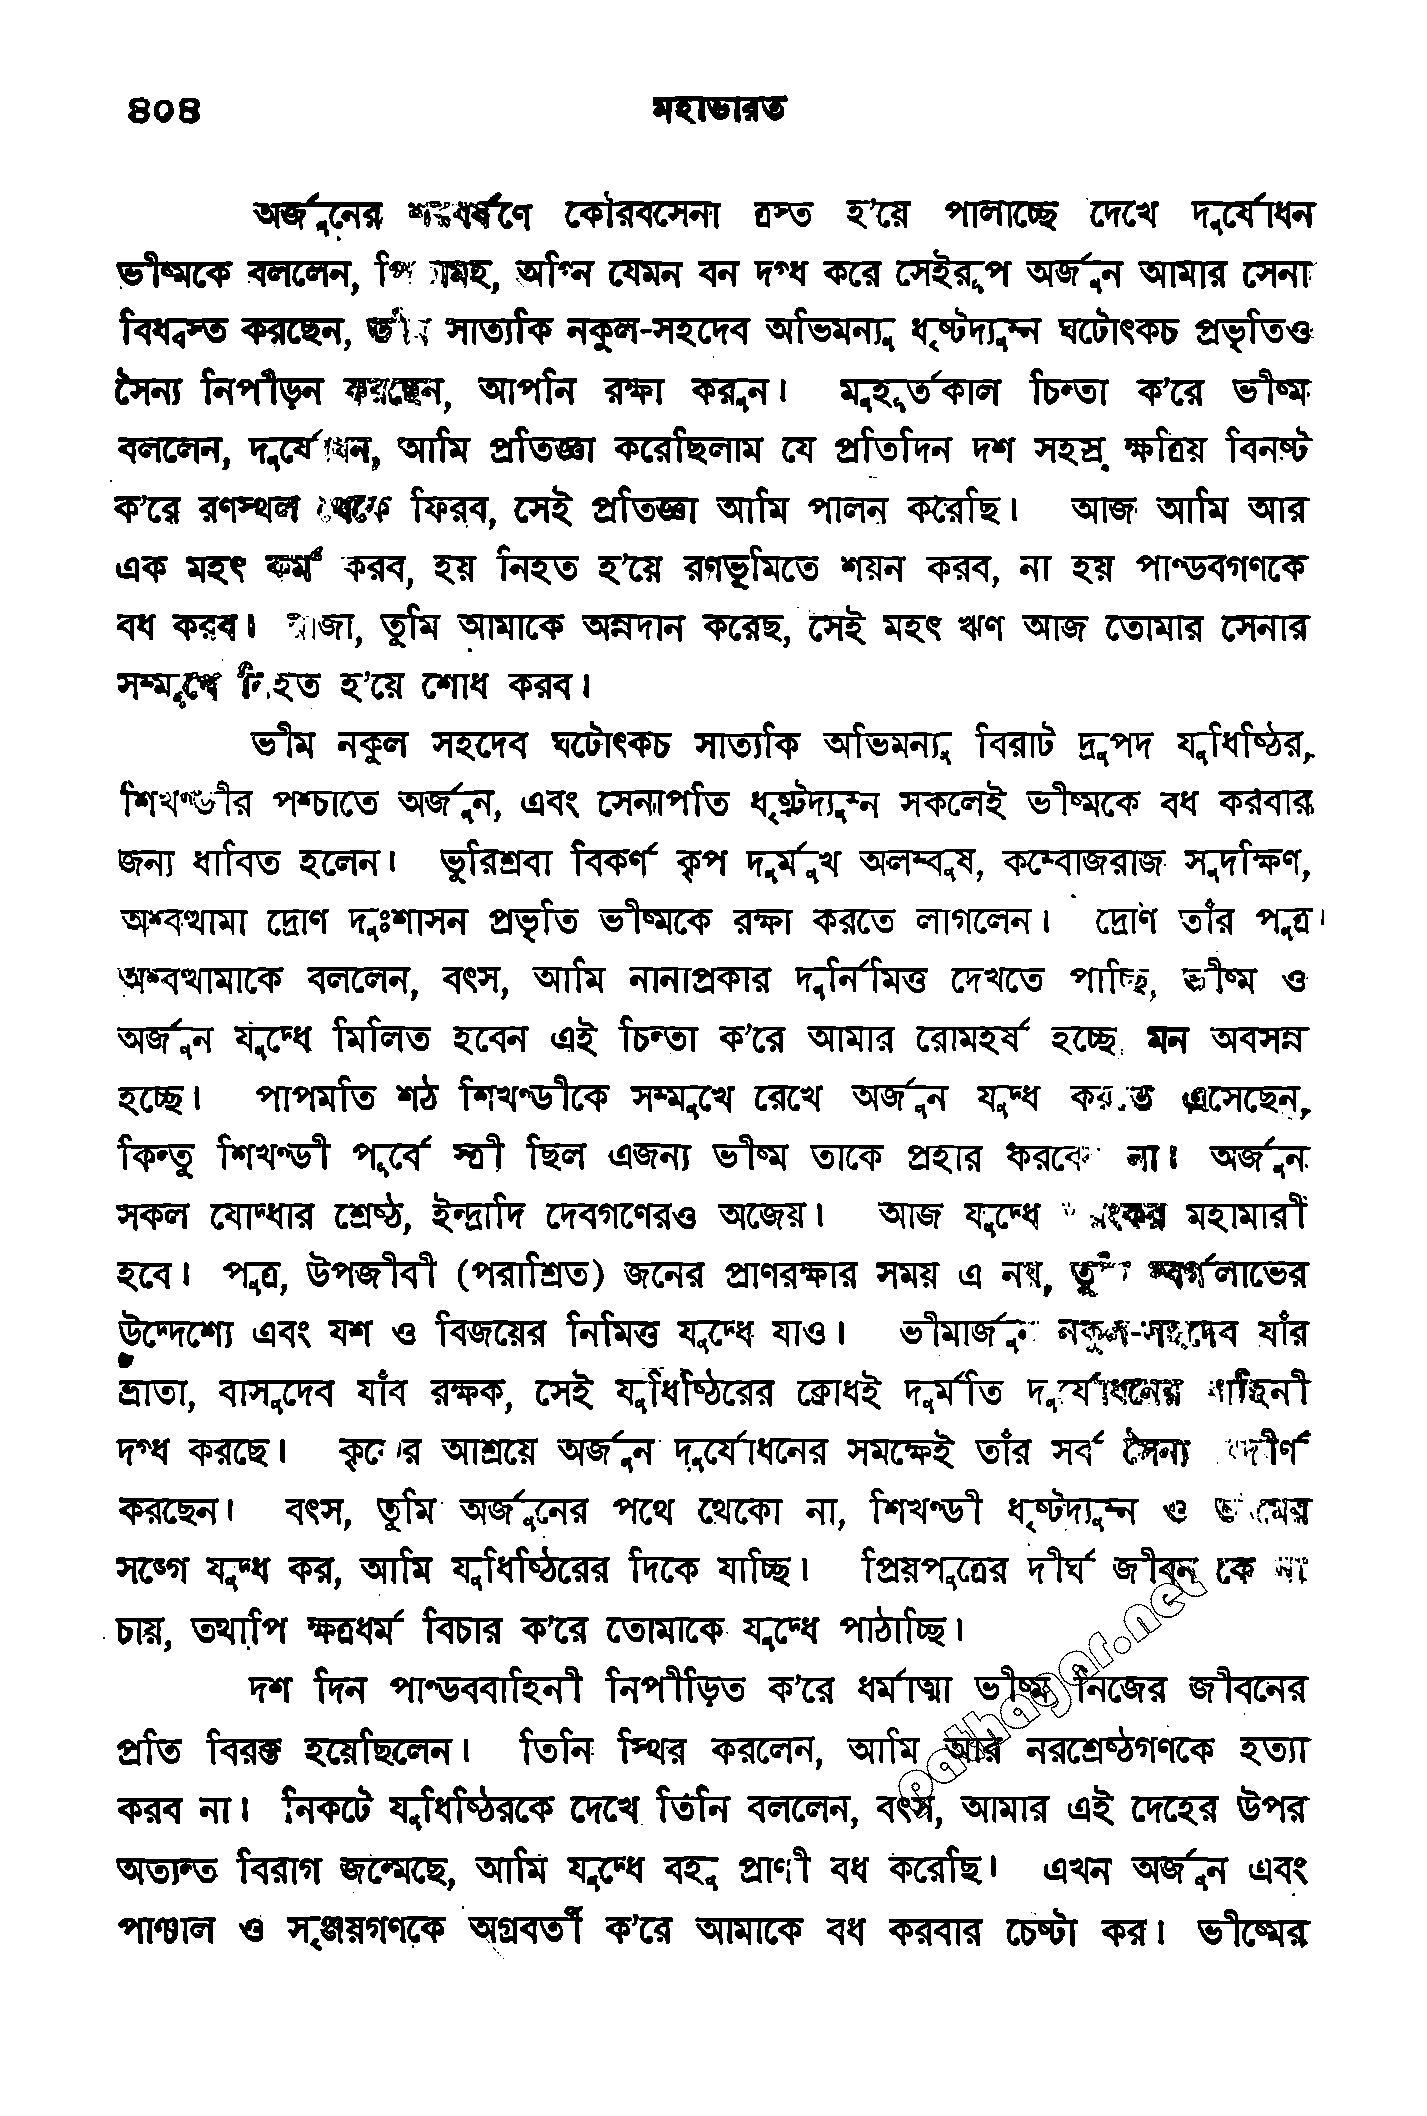 ৪০৪ মহাভারত
অর্জুনের শরবর্ষণে কৌরবসেনা ত্রস্ত হ'য়ে পালাচ্ছে দেখে দুর্যোধন
ভীষ্মকে বললেন, পিতামহ, অগ্নি যেমন বন দগ্ধ করে সেইরূপ অর্জুন আমার সেনা
বিধ্বস্ত করছেন, ভীম সাত্যকি নকুল-সহদেব অভিমন্যু ধৃষ্টদ্যুম্ন ঘটোৎকচ প্রভৃতিও
সৈন্য নিপীড়ন করছেন, আপনি রক্ষা করুন। মুহূর্তকাল চিন্তা ক'রে ভীষ্ম
বললেন, দুর্যোধন, আমি প্রতিজ্ঞা করেছিলাম যে প্রতিদিন দশ সহস্র ক্ষত্রিয় বিনষ্ট
ক'রে রণস্থল থেকে ফিরব, সেই প্রতিজ্ঞা আমি পালন করেছি। আজ আমি আর
এক মহৎ কর্ম করব, হয় নিহত হ'য়ে রণভূমিতে শয়ন করব, না হয় পাণ্ডবগণকে
বধ করব। রাজা, তুমি আমাকে অন্নদান করেছ, সেই মহৎ ঋণ আজ তোমার সেনার
সম্মুখে নিহত হ'য়ে শোধ করব।
ভীম নকুল সহদেব ঘটোৎকচ সাত্যকি অভিমন্যু বিরাট দ্রুপদ যুধিষ্ঠির,
শিখণ্ডীর পশ্চাতে অর্জুন, এবং সেনাপতি ধৃষ্টদ্যুম্ন সকলেই ভীষ্মকে বধ করবার
জন্য ধাবিত হলেন। ভূরিশ্রবা বিকর্ণ কৃপ দুর্মুখ অলম্বুষ, কম্বোজরাজ সুদক্ষিণ,
অশ্বত্থামা দ্রোণ দুঃশাসন প্রভৃতি ভীষ্মকে রক্ষা করতে লাগলেন। দ্রোণ তাঁর পুত্র
অশ্বত্থামাকে বললেন, বৎস, আমি নানাপ্রকার দুর্নিমিত্ত দেখতে পাচ্ছি, ভীষ্ম ও
অর্জুন যুদ্ধে মিলিত হবেন এই চিন্তা ক'রে আমার রোমহর্ষ হচ্ছে, মন অবসন্ন
হচ্ছে। পাপমতি শঠ শিখণ্ডীকে সম্মুখে রেখে অর্জুন যুদ্ধ করতে এসেছেন,
কিন্তু শিখণ্ডী পূর্বে স্ত্রী ছিল এজন্য ভীষ্ম তাকে প্রহার করবেন না। অর্জুন
সকল যোদ্ধার শ্রেষ্ঠ, ইন্দ্রাদি দেবগণেরও অজেয়। আজ যুদ্ধে ভয়ংকর মহামারী
হবে। পুত্র, উপজীবী (পরাশ্রিত) জনের প্রাণরক্ষার সময় এ নয়, তুমি স্বর্গলাভের
উদ্দেশ্যে এবং যশ ও বিজয়ের নিমিত্ত যুদ্ধে যাও। ভীমার্জুন নকুল-সহদেব যাঁর
ভ্রাতা, বাসুদেব যাঁর রক্ষক, সেই যুধিষ্ঠিরের ক্রোধই দুর্মতি দুর্যোধনের বাহিনী
দগ্ধ করছে। কৃষ্ণের আশ্রয়ে অর্জুন দুর্যোধনের সমক্ষেই তাঁর সর্ব সৈন্য বিদীর্ণ
করছেন। বৎস, তুমি অর্জুনের পথে থেকো না, শিখণ্ডী ধৃষ্টদ্যুম্ন ও ভীমের
সঙ্গে যুদ্ধ কর, আমি যুধিষ্ঠিরের দিকে যাচ্ছি। প্রিয়পুত্রের দীর্ঘ জীবন কে না
চায়, তথাপি ক্ষত্রধর্ম বিচার ক'রে তোমাকে যুদ্ধে পাঠাচ্ছি।
দশ দিন পাণ্ডববাহিনী নিপীড়িত ক'রে ধর্মাত্মা ভীষ্ম নিজের জীবনের
প্রতি বিরক্ত হয়েছিলেন। তিনি স্থির করলেন, আমি আর নরশ্রেষ্ঠগণকে হত্যা
করব না। নিকটে যুধিষ্ঠিরকে দেখে তিনি বললেন, বৎস, আমার এই দেহের উপর
অত্যন্ত বিরাগ জন্মেছে, আমি যুদ্ধে বহু প্রাণী বধ করেছি। এখন অর্জুন এবং
পাঞ্চাল ও সৃঞ্জয়গণকে অগ্রবর্তী ক'রে আমাকে বধ করবার চেষ্টা কর। ভীষ্মের
pathagar.net